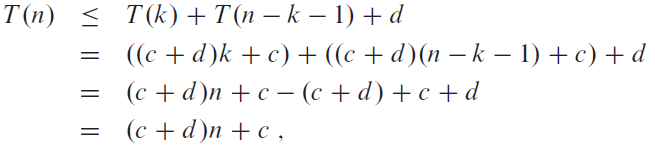 T(n) ≤ T(k) + T(n − k − 1) + d
= ((c + d)k + c) + ((c + d)(n − k − 1) + c) + d
= (c + d)n + c − (c + d) + c + d
= (c + d)n + c ,